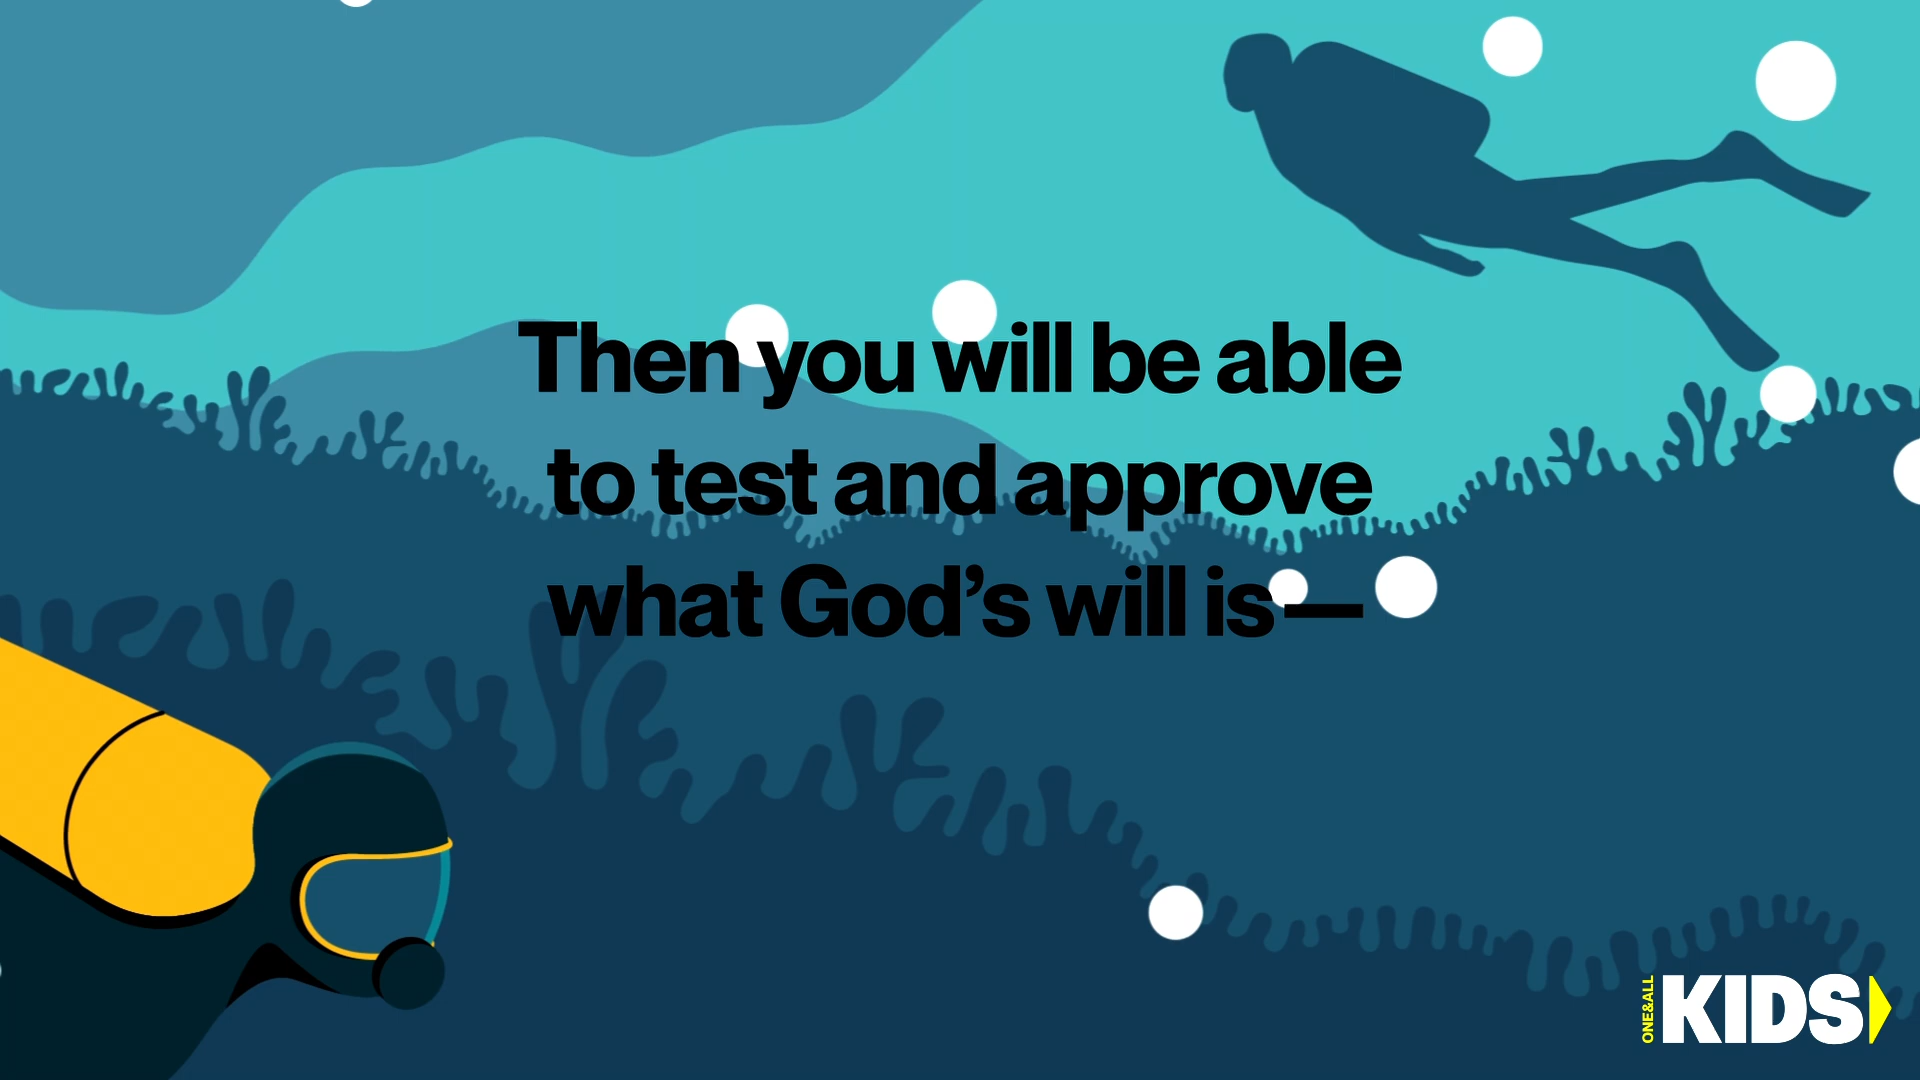 Then you will be able
to test and approve
what God’s will is—
ONE&ALL
KIDS